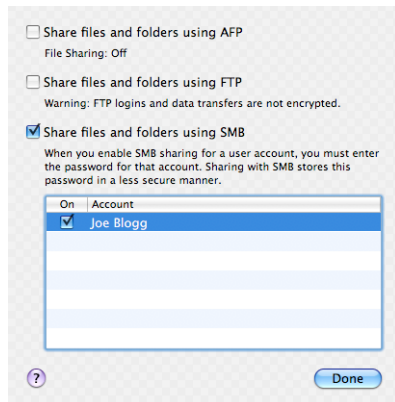 Share files and folders using AFP
File Sharing: Off
Share files and folders using FTP
Warning: FTP logins and data transfers are not encrypted.
Share files and folders using SMB
When you enable SMB sharing for a user account, you must enter
the password for that account. Sharing with SMB stores this
password in a less secure manner.
On Account
Joe Blogg
? Done